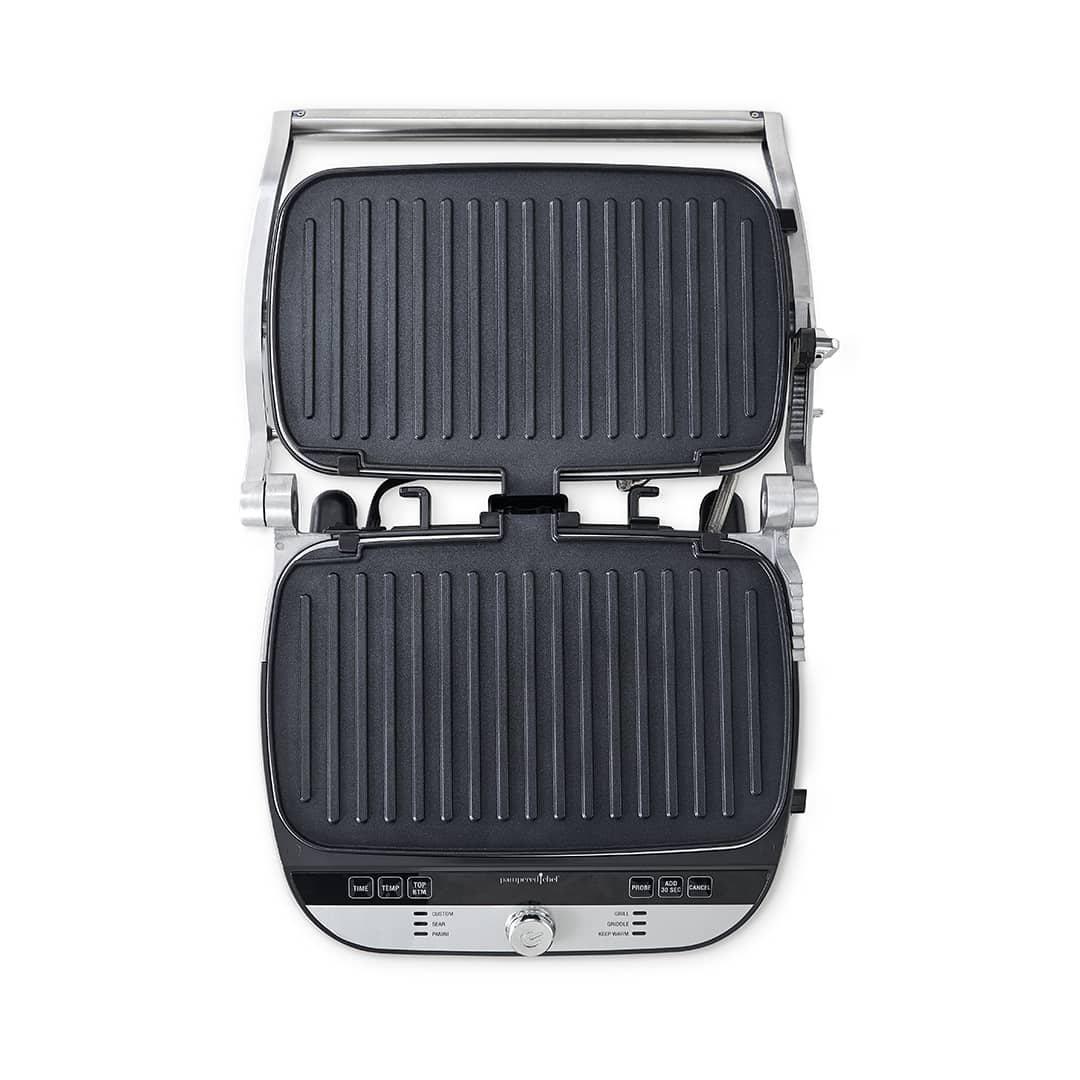 TIME
TEMP
TOP
BTM
pampered chef
PROBE
ADD
30 SEC
CANCEL
CUSTOM
SEAR
PANINI
GRILL
GRIDDLE
KEEP WARM